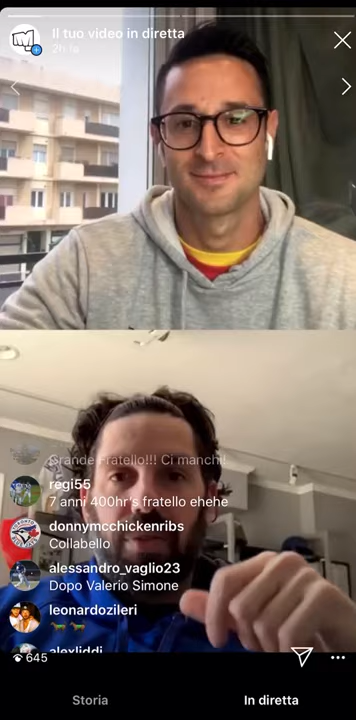 Il tuo video in diretta
2h fa
Grande Fratello!!! Ci manchi!
regi55
7 anni 400hr's fratello ehehe
donnymcchickenribs
Collabello
alessandro_vaglio23
Dopo Valerio Simone
leonardozileri
alexliddi
645
Storia
In diretta